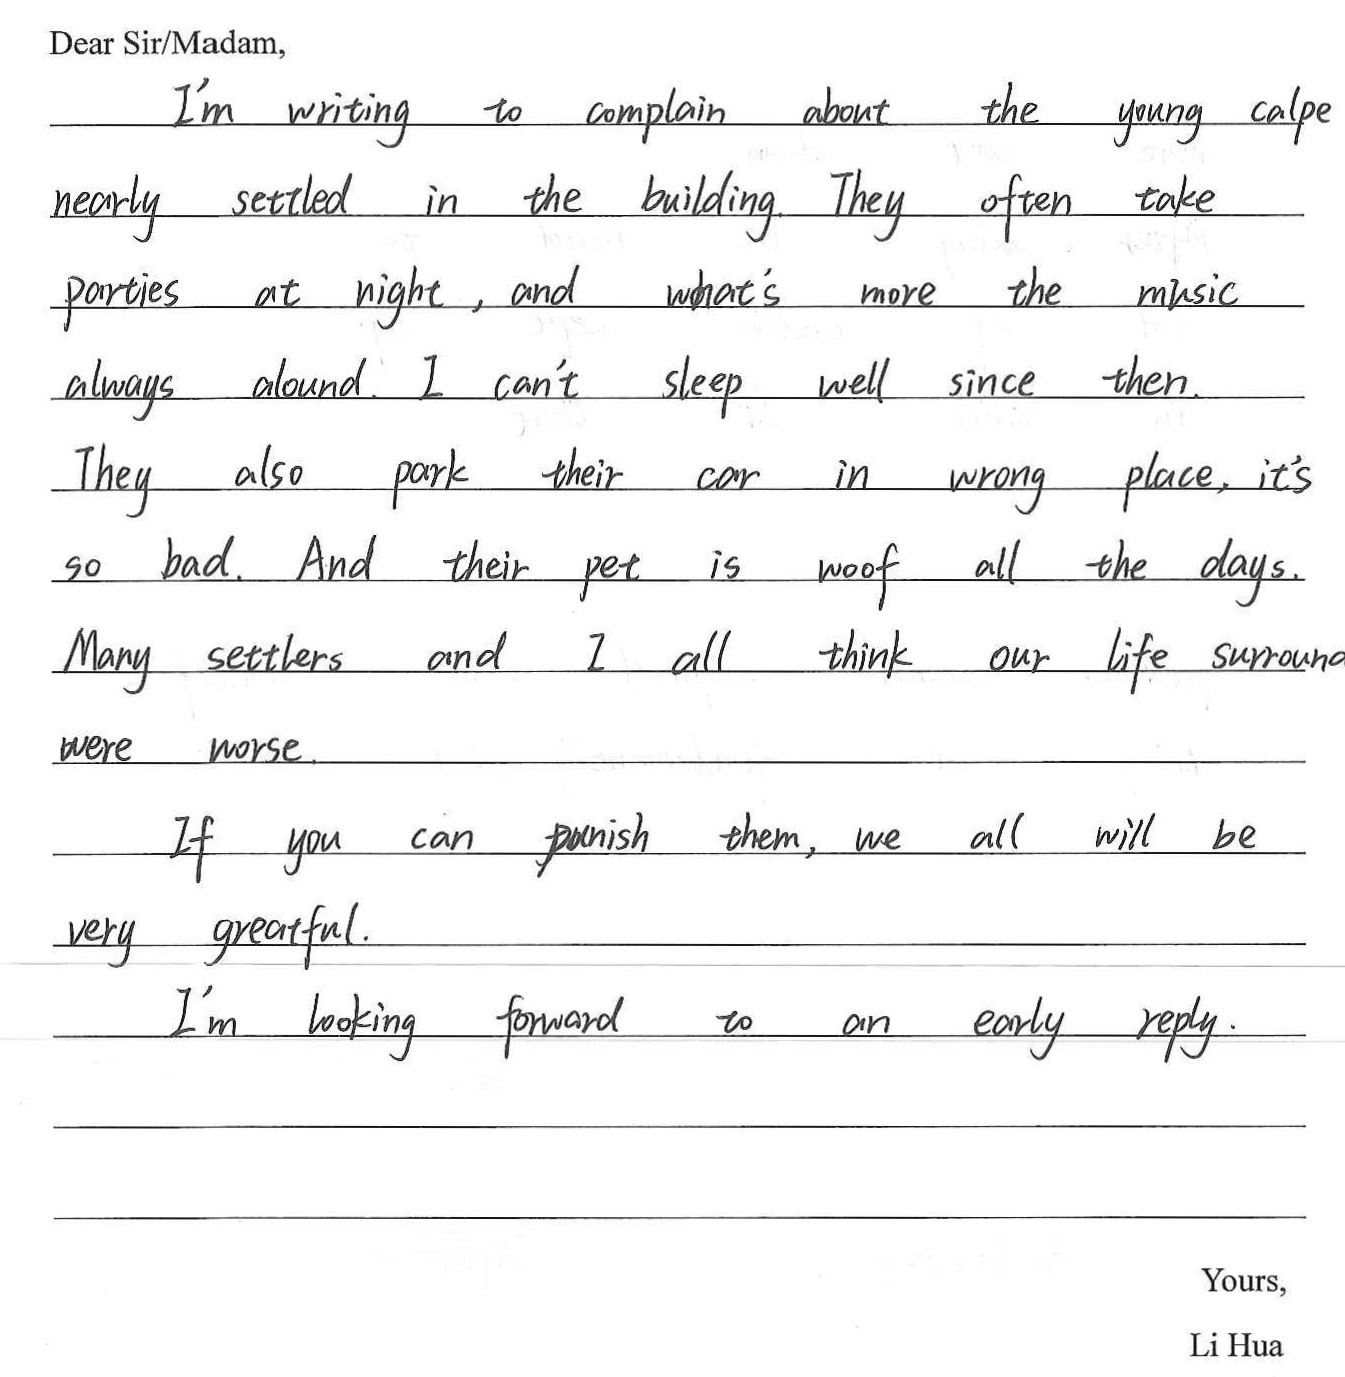 Dear Sir/Madam,
I'm writing to complain about the young calpe
nearly settled in the building. They often take
parties at night, and what's more the music
always alound. I can't sleep well since then.
They also park their car in wrong place, it's
so bad. And their pet is woof all the days.
Many settlers and I all think our life surround
were worse.
If you can punish them, we all will be
very greatful.
I'm looking forward to an early reply.
Yours,
Li Hua